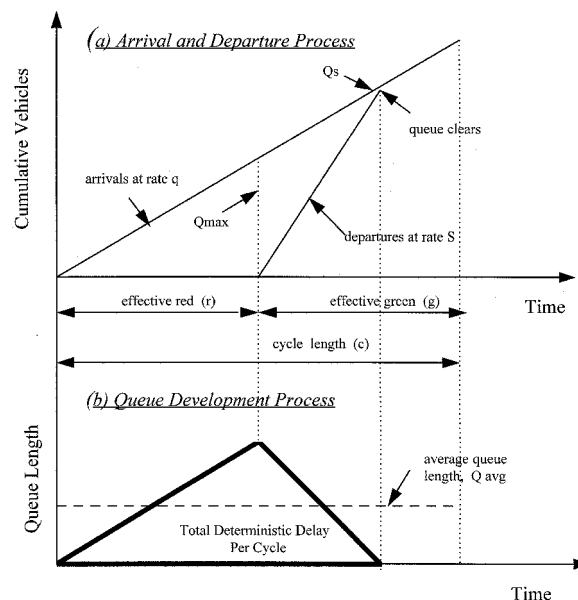 (a) Arrival and Departure Process
Cumulative Vehicles
Qs
queue clears
arrivals at rate q
Qmax
departures at rate S
effective red (r)
effective green (g)
Time
cycle length (c)
(b) Queue Development Process
Queue Length
average queue
length, Q avg
Total Deterministic Delay
Per Cycle
Time